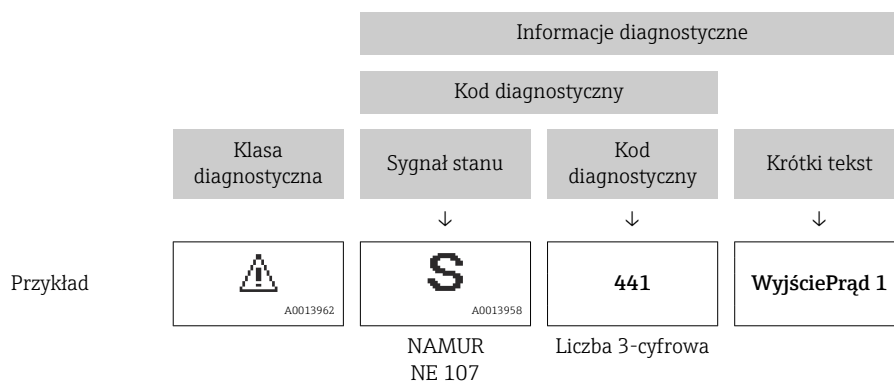 Informacje diagnostyczne
Kod diagnostyczny
Klasa
diagnostyczna
Sygnał stanu
Kod
diagnostyczny
Krótki tekst
↓ ↓ ↓
Przykład
A0013962
S
A0013958
441
WyjściePrąd 1
NAMUR
NE 107
Liczba 3-cyfrowa